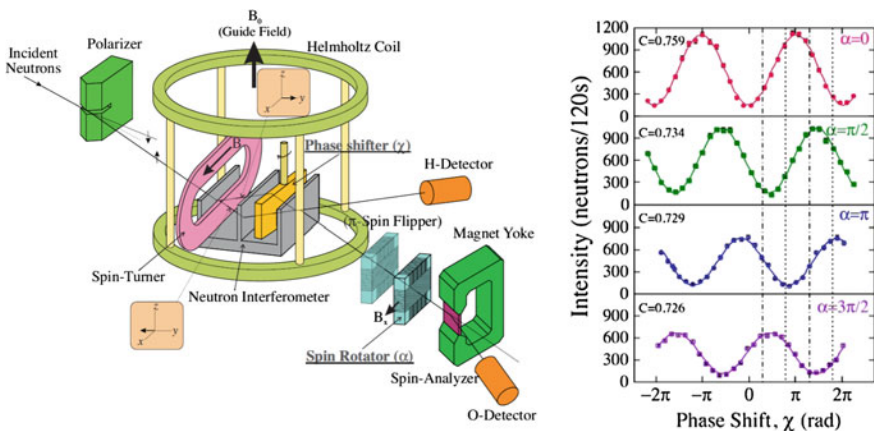 B₀
(Guide Field)
Helmholtz Coil
Polarizer
Incident
Neutrons
z
x
y
B
Phase shifter (χ)
H-Detector
(π-Spin Flipper)
Magnet Yoke
Spin-Turner
Neutron Interferometer
z
x
y
Bₓ
Spin Rotator (α)
Spin-Analyzer
O-Detector
Intensity (neutrons/120s)
1200
900
600
300
0
C=0.759
α=0
900
600
300
0
C=0.734
α=π/2
900
600
300
0
C=0.729
α=π
900
600
300
0
C=0.726
α=3π/2
−2π
−π
0
π
2π
Phase Shift, χ (rad)